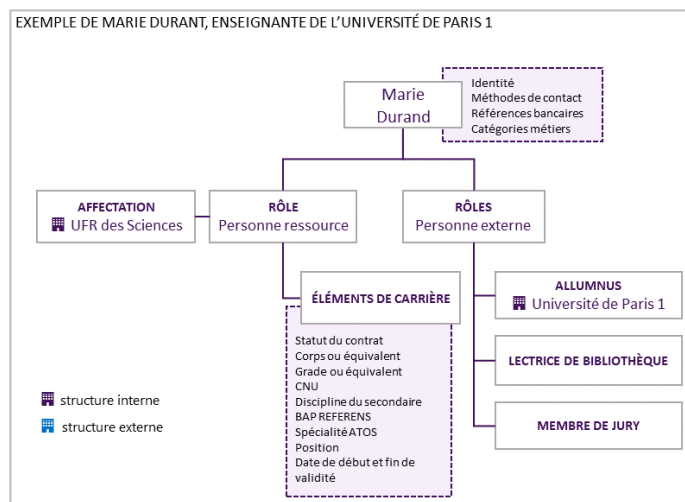 EXEMPLE DE MARIE DURANT, ENSEIGNANTE DE L'UNIVERSITÉ DE PARIS 1
Marie
Durand
Identité
Méthodes de contact
Références bancaires
Catégories métiers
AFFECTATION
UFR des Sciences
RÔLE
Personne ressource
RÔLES
Personne externe
ÉLÉMENTS DE CARRIÈRE
Statut du contrat
Corps ou équivalent
Grade ou équivalent
CNU
Discipline du secondaire
BAP REFERENS
Spécialité ATOS
Position
Date de début et fin de
validité
ALLUMNUS
Université de Paris 1
LECTRICE DE BIBLIOTHÈQUE
MEMBRE DE JURY
structure interne
structure externe